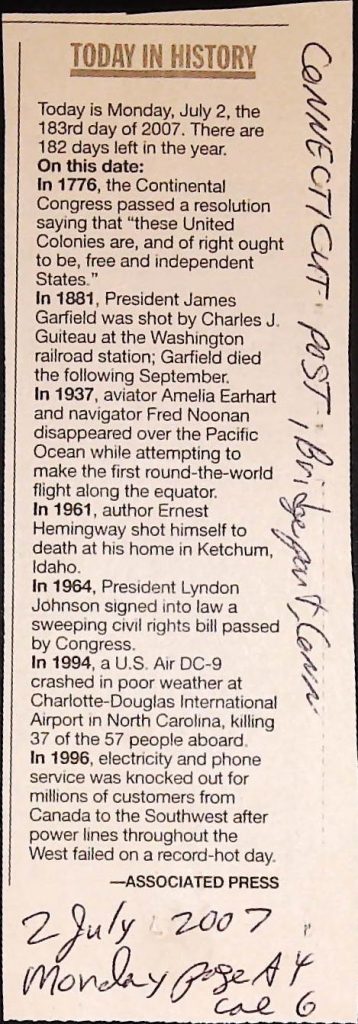 TODAY IN HISTORY
Today is Monday, July 2, the
183rd day of 2007. There are
182 days left in the year.
On this date:
In 1776, the Continental
Congress passed a resolution
saying that “these United
Colonies are, and of right ought
to be, free and independent
States.”
In 1881, President James
Garfield was shot by Charles J.
Guiteau at the Washington
railroad station; Garfield died
the following September.
In 1937, aviator Amelia Earhart
and navigator Fred Noonan
disappeared over the Pacific
Ocean while attempting to
make the first round-the-world
flight along the equator.
In 1961, author Ernest
Hemingway shot himself to
death at his home in Ketchum,
Idaho.
In 1964, President Lyndon
Johnson signed into law a
sweeping civil rights bill passed
by Congress.
In 1994, a U.S. Air DC-9
crashed in poor weather at
Charlotte-Douglas International
Airport in North Carolina, killing
37 of the 57 people aboard.
In 1996, electricity and phone
service was knocked out for
millions of customers from
Canada to the Southwest after
power lines throughout the
West failed on a record-hot day.
—ASSOCIATED PRESS
CONNECTICUT POST, Bridgeport, Conn
2 July 2007
Monday page A4
col 6